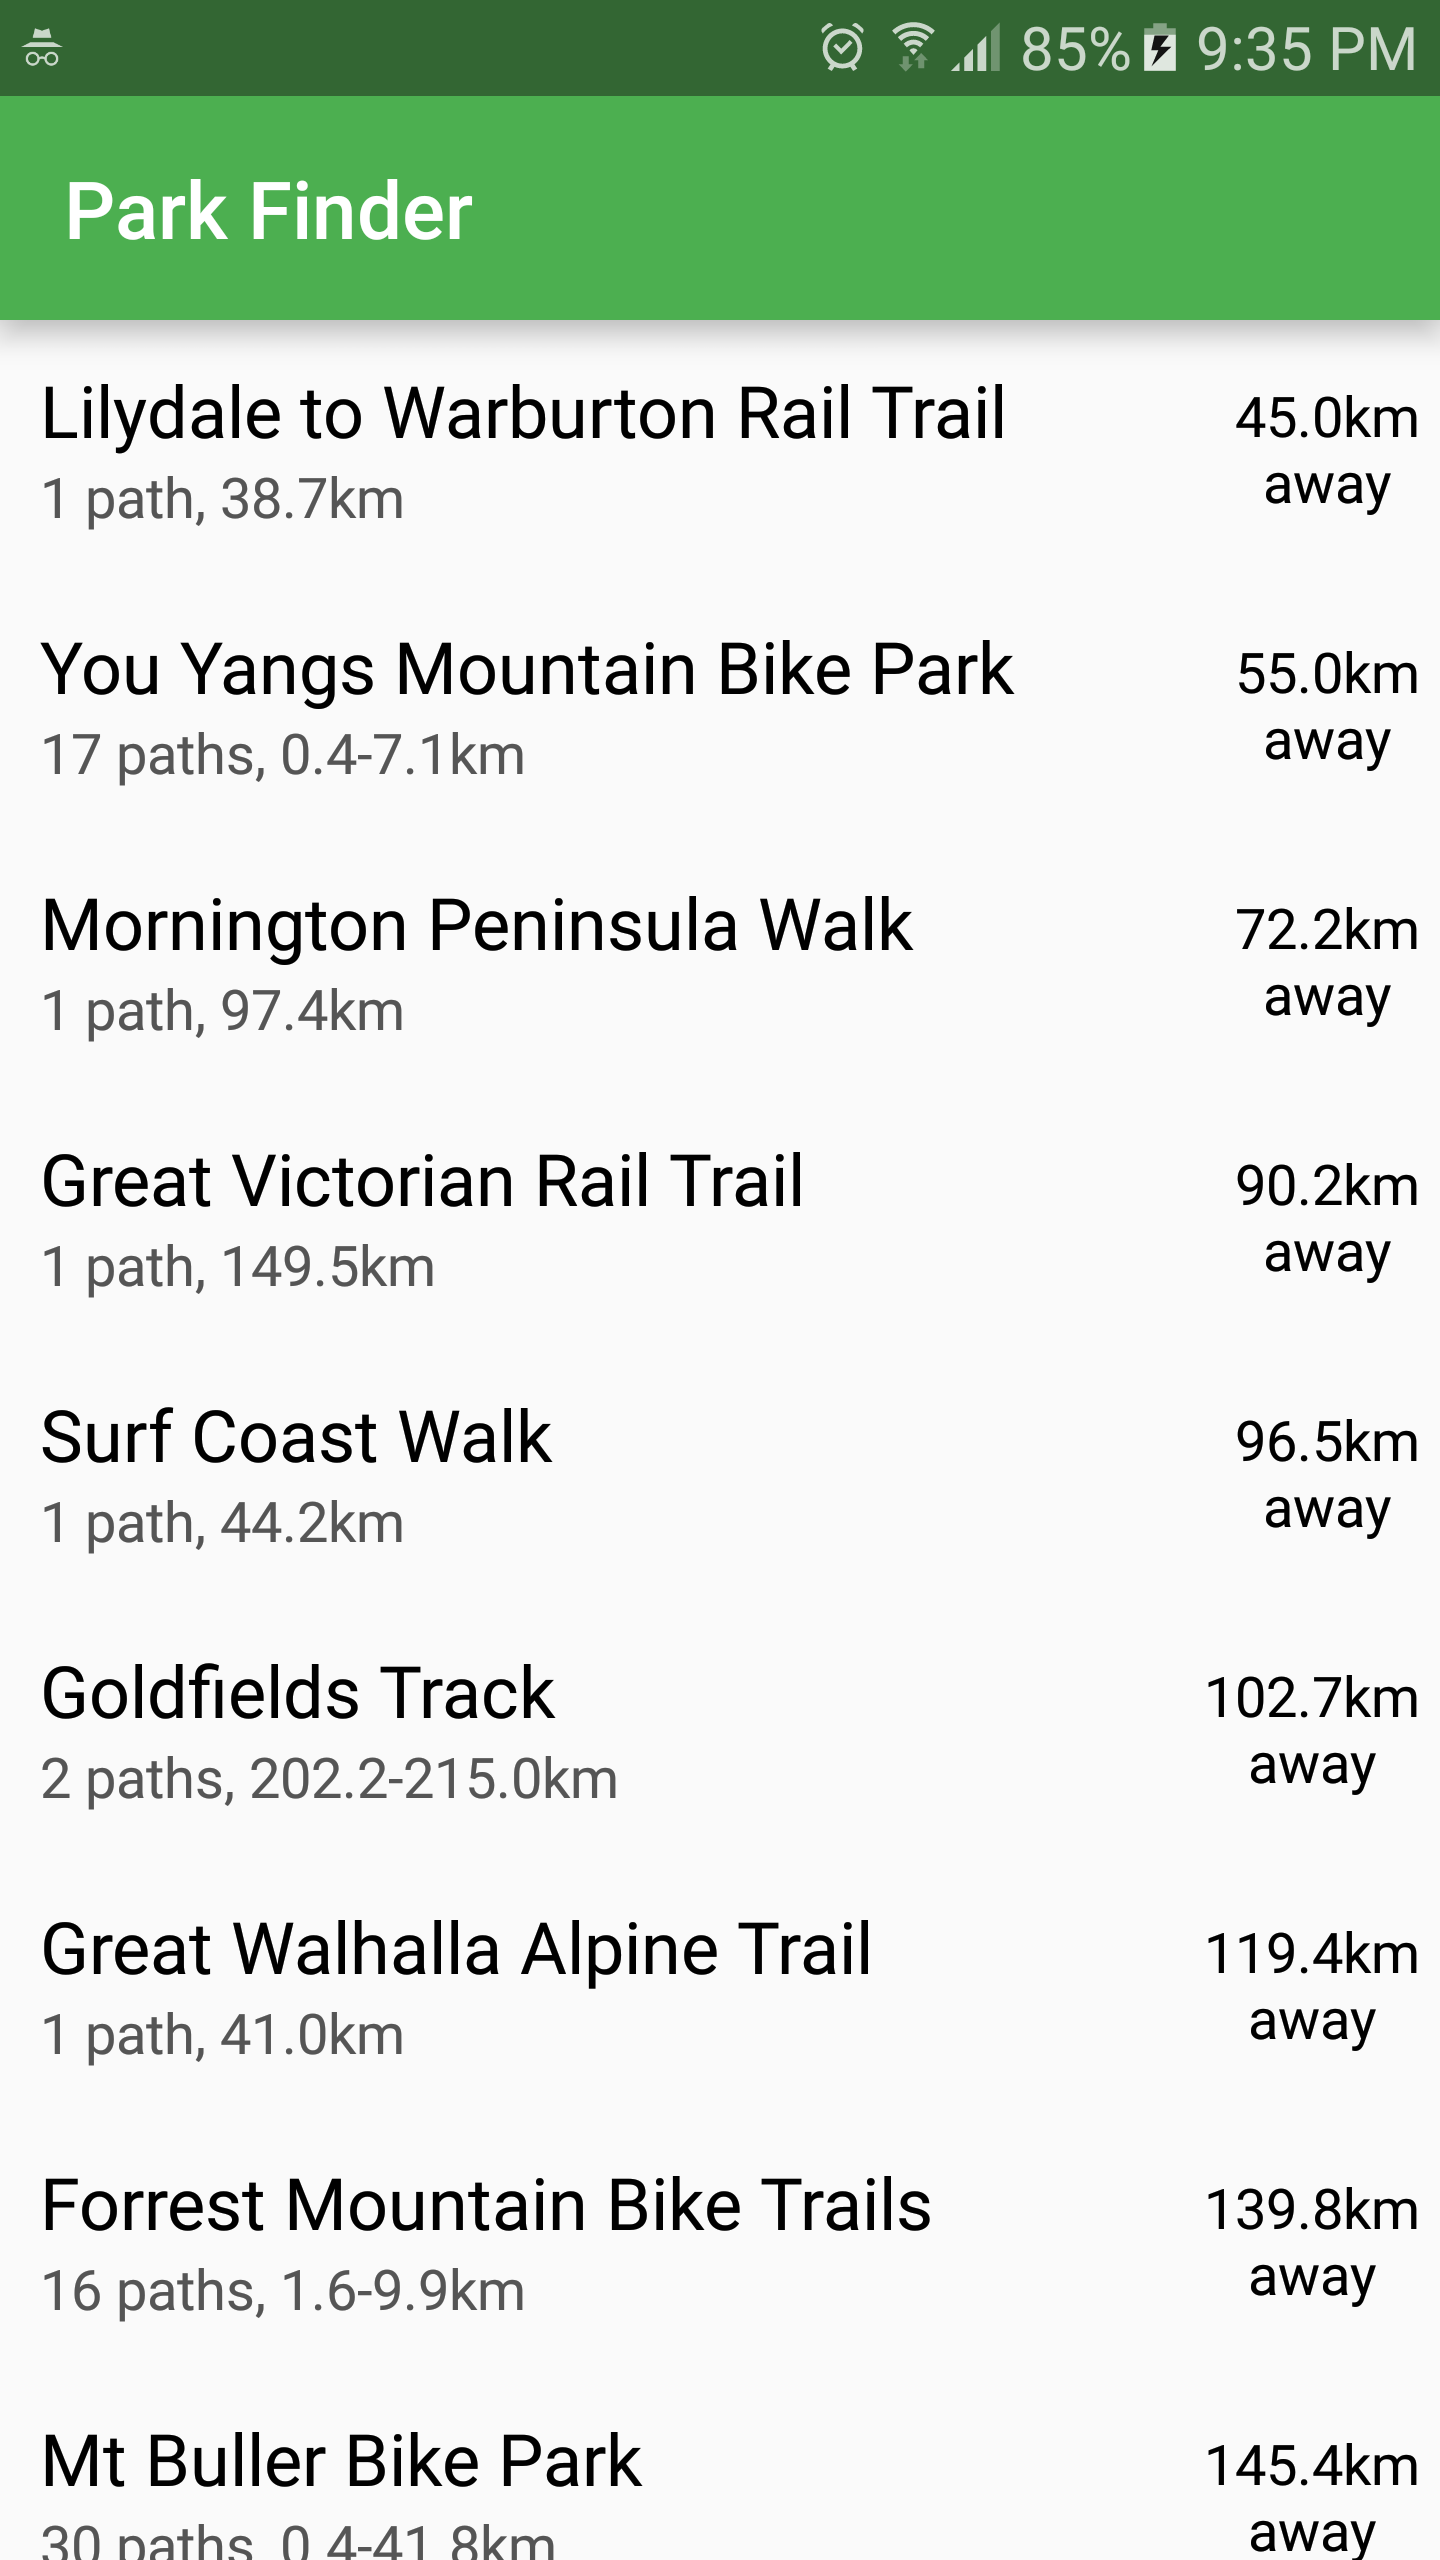 85% 9:35 PM
Park Finder
Lilydale to Warburton Rail Trail
1 path, 38.7km
45.0km
away
You Yangs Mountain Bike Park
17 paths, 0.4-7.1km
55.0km
away
Mornington Peninsula Walk
1 path, 97.4km
72.2km
away
Great Victorian Rail Trail
1 path, 149.5km
90.2km
away
Surf Coast Walk
1 path, 44.2km
96.5km
away
Goldfields Track
2 paths, 202.2-215.0km
102.7km
away
Great Walhalla Alpine Trail
1 path, 41.0km
119.4km
away
Forrest Mountain Bike Trails
16 paths, 1.6-9.9km
139.8km
away
Mt Buller Bike Park
30 paths, 0.4-41.8km
145.4km
away